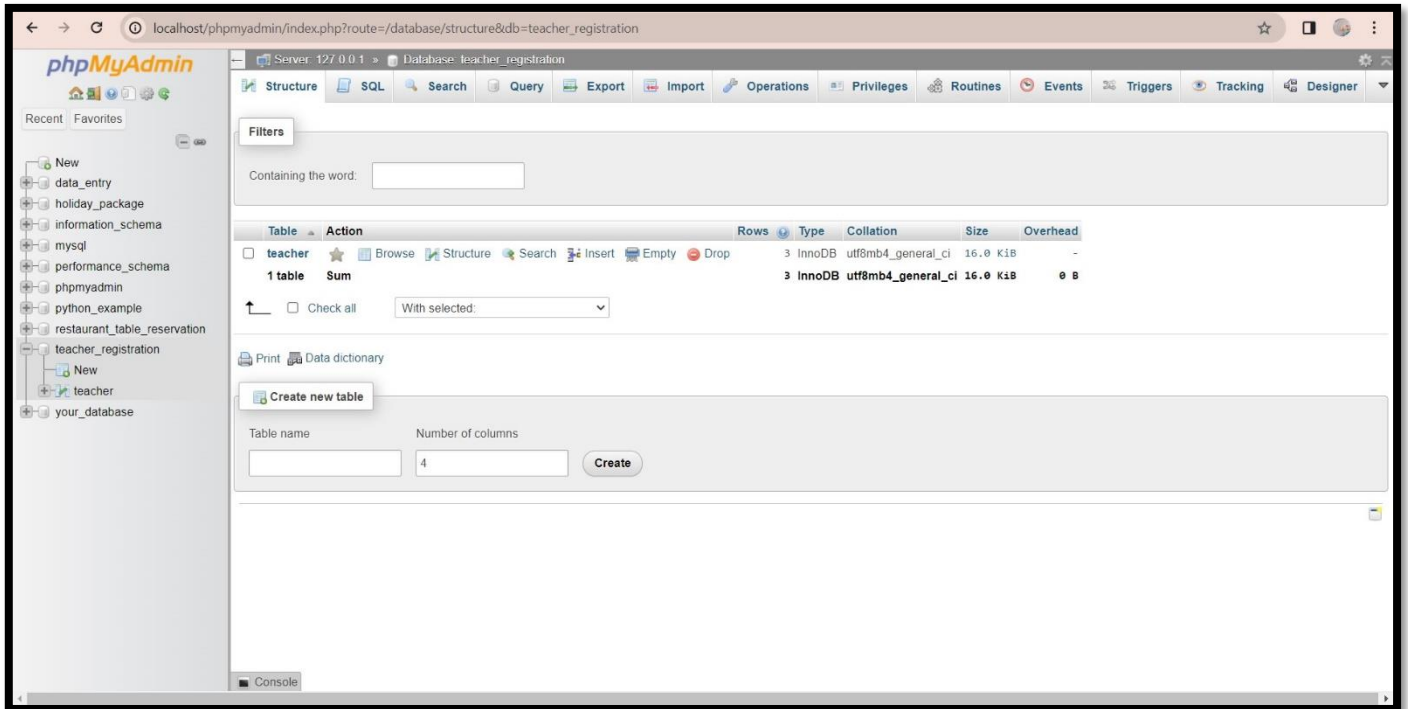 localhost/phpmyadmin/index.php?route=/database/structure&db=teacher_registration
phpMyAdmin
Recent Favorites
New
data_entry
holiday_package
information_schema
mysql
performance_schema
phpmyadmin
python_example
restaurant_table_reservation
teacher_registration
New
teacher
your_database
Server: 127.0.0.1 » Database: teacher_registration
Structure SQL Search Query Export Import Operations Privileges Routines Events Triggers Tracking Designer
Filters
Containing the word:
Table Action Rows Type Collation Size Overhead
teacher Browse Structure Search Insert Empty Drop 3 InnoDB utf8mb4_general_ci 16.0 KiB -
1 table Sum 3 InnoDB utf8mb4_general_ci 16.0 KiB 0 B
Check all With selected:
Print Data dictionary
Create new table
Table name Number of columns
4 Create
Console